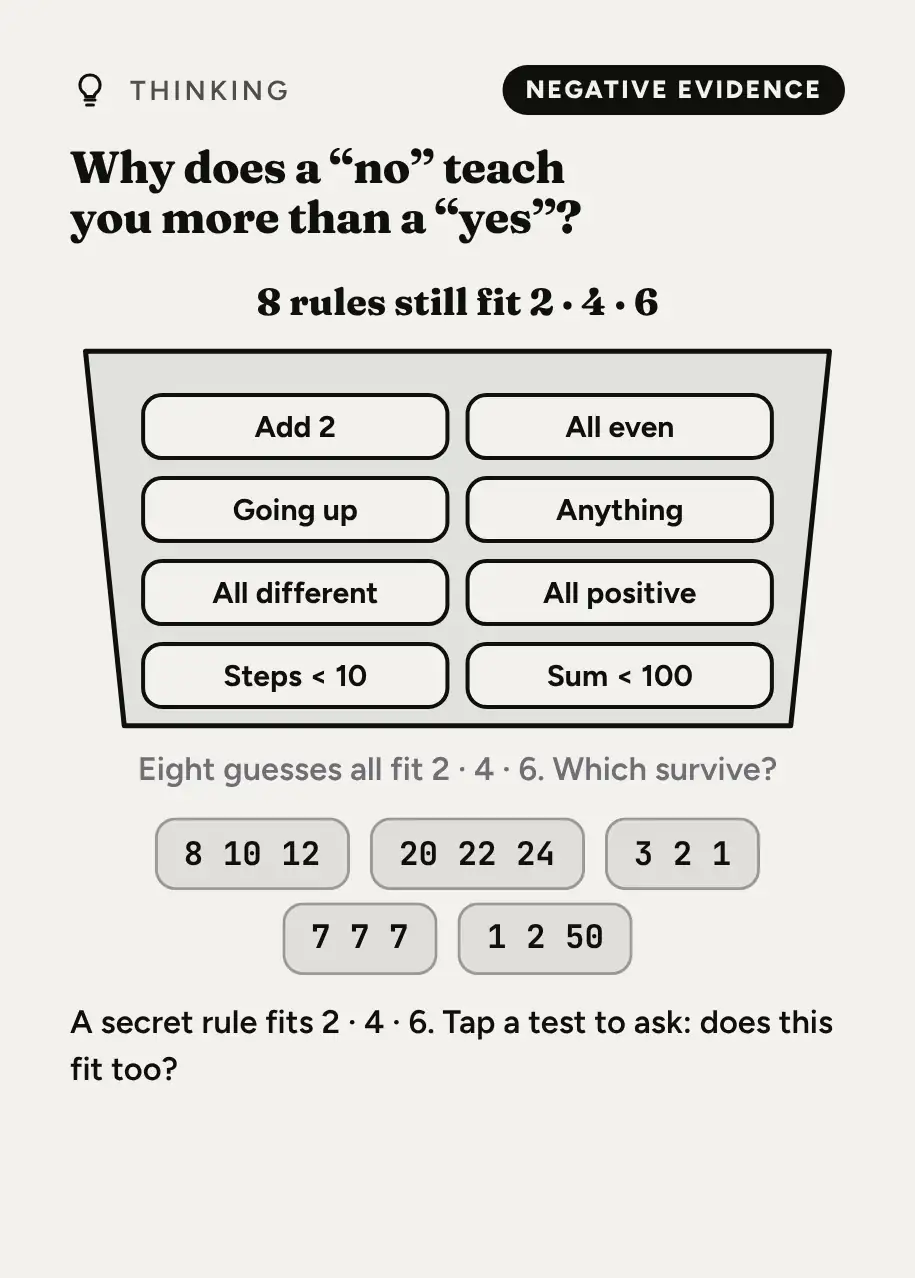 THINKING
NEGATIVE EVIDENCE
Why does a “no” teach
you more than a “yes”?
8 rules still fit 2 · 4 · 6
Add 2
All even
Going up
Anything
All different
All positive
Steps < 10
Sum < 100
Eight guesses all fit 2 · 4 · 6. Which survive?
8 10 12
20 22 24
3 2 1
7 7 7
1 2 50
A secret rule fits 2 · 4 · 6. Tap a test to ask: does this
fit too?